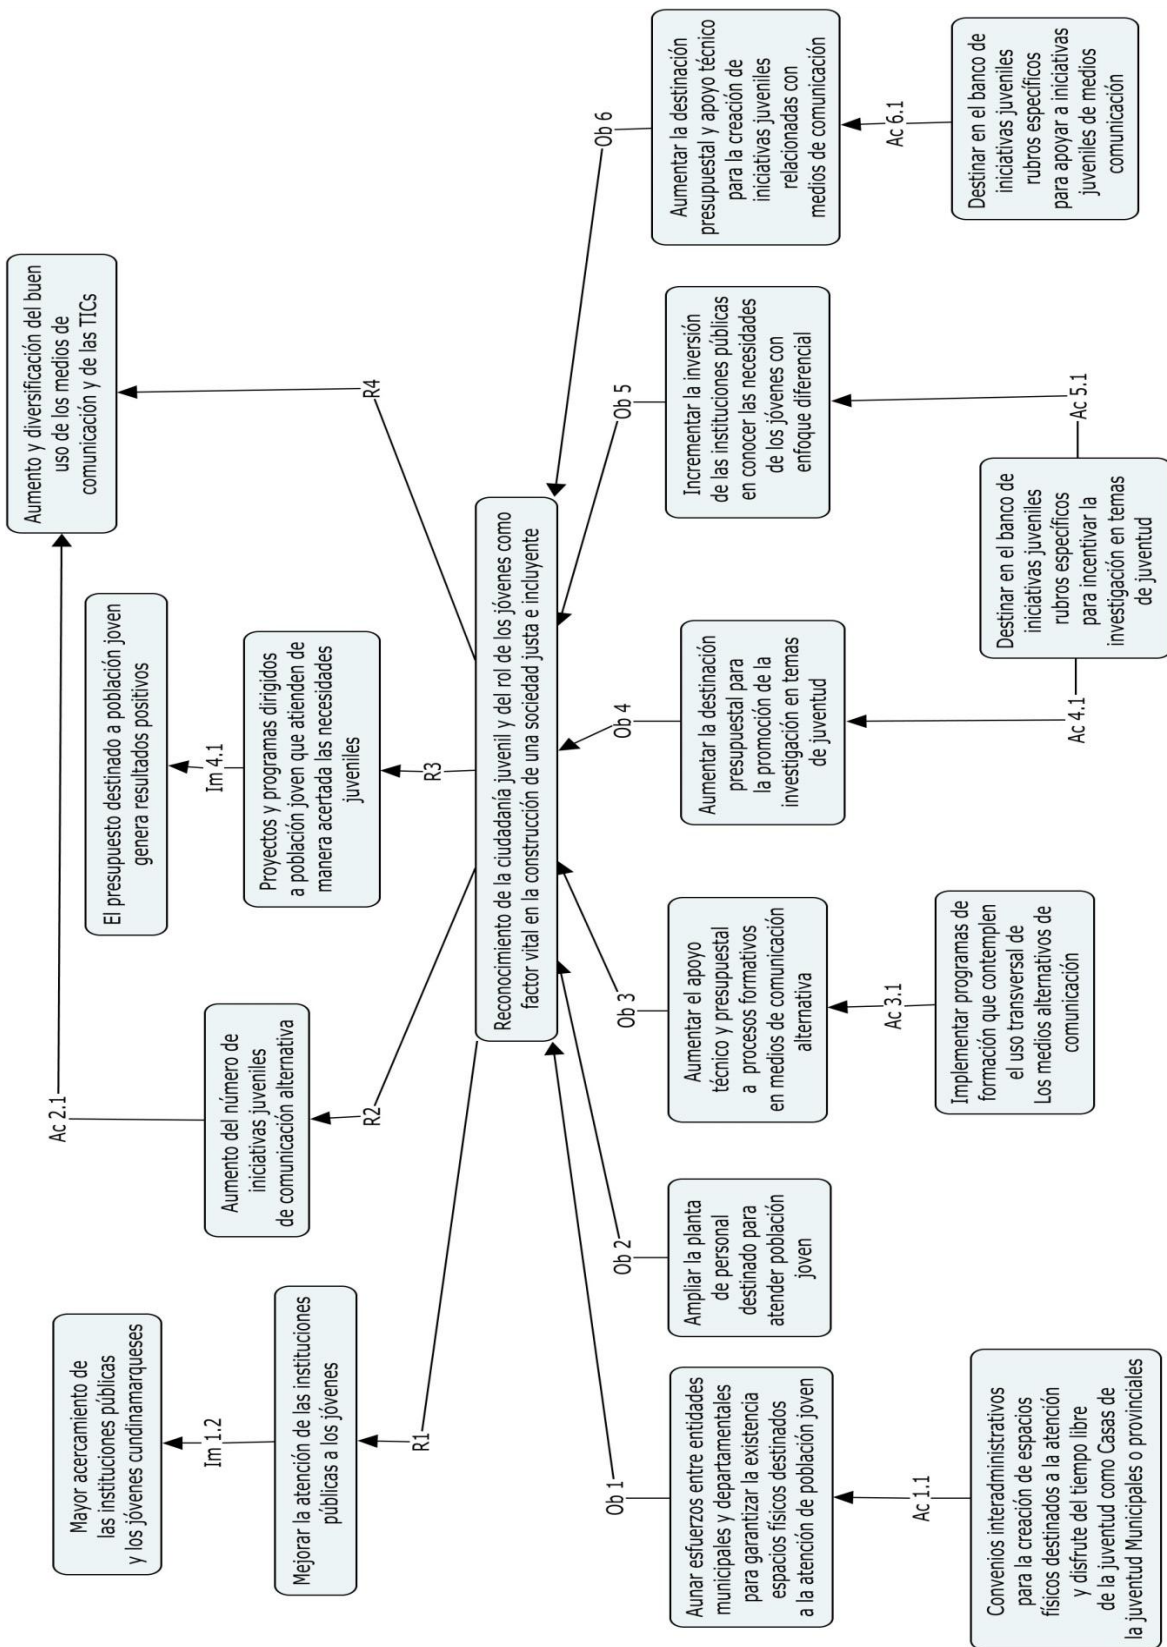 Mayor acercamiento de
las instituciones públicas
y los jóvenes cundinamarqueses
Im 1.2
Mejorar la atención de las instituciones
públicas a los jóvenes
R1
Ac 2.1
Aumento del número de
iniciativas juveniles
de comunicación alternativa
R2
El presupuesto destinado a población joven
genera resultados positivos
Im 4.1
Proyectos y programas dirigidos
a población joven que atienden de
manera acertada las necesidades
juveniles
R3
Aumento y diversificación del buen
uso de los medios de
comunicación y de las TICs
R4
Reconocimiento de la ciudadanía juvenil y del rol de los jóvenes como
factor vital en la construcción de una sociedad justa e incluyente
Ob 1
Aunar esfuerzos entre entidades
municipales y departamentales
para garantizar la existencia
espacios físicos destinados
a la atención de población joven
Ac 1.1
Convenios interadministrativos
para la creación de espacios
físicos destinados a la atención
y disfrute del tiempo libre
de la juventud como Casas de
la juventud Municipales o provinciales
Ob 2
Ampliar la planta
de personal
destinado para
atender población
joven
Ob 3
Aumentar el apoyo
técnico y presupuestal
a procesos formativos
en medios de comunicación
alternativa
Ac 3.1
Implementar programas de
formación que contemplen
el uso transversal de
Los medios alternativos de
comunicación
Ob 4
Aumentar la destinación
presupuestal para
la promoción de la
investigación en temas
de juventud
Ac 4.1
Destinar en el banco de
iniciativas juveniles
rubros específicos
para incentivar la
investigación en temas
de juventud
Ac 5.1
Ob 5
Incrementar la inversión
de las instituciones públicas
en conocer las necesidades
de los jóvenes con
enfoque diferencial
Ob 6
Aumentar la destinación
presupuestal y apoyo técnico
para la creación de
iniciativas juveniles
relacionadas con
medios de comunicación
Ac 6.1
Destinar en el banco de
iniciativas juveniles
rubros específicos
para apoyar a iniciativas
juveniles de medios
comunicación